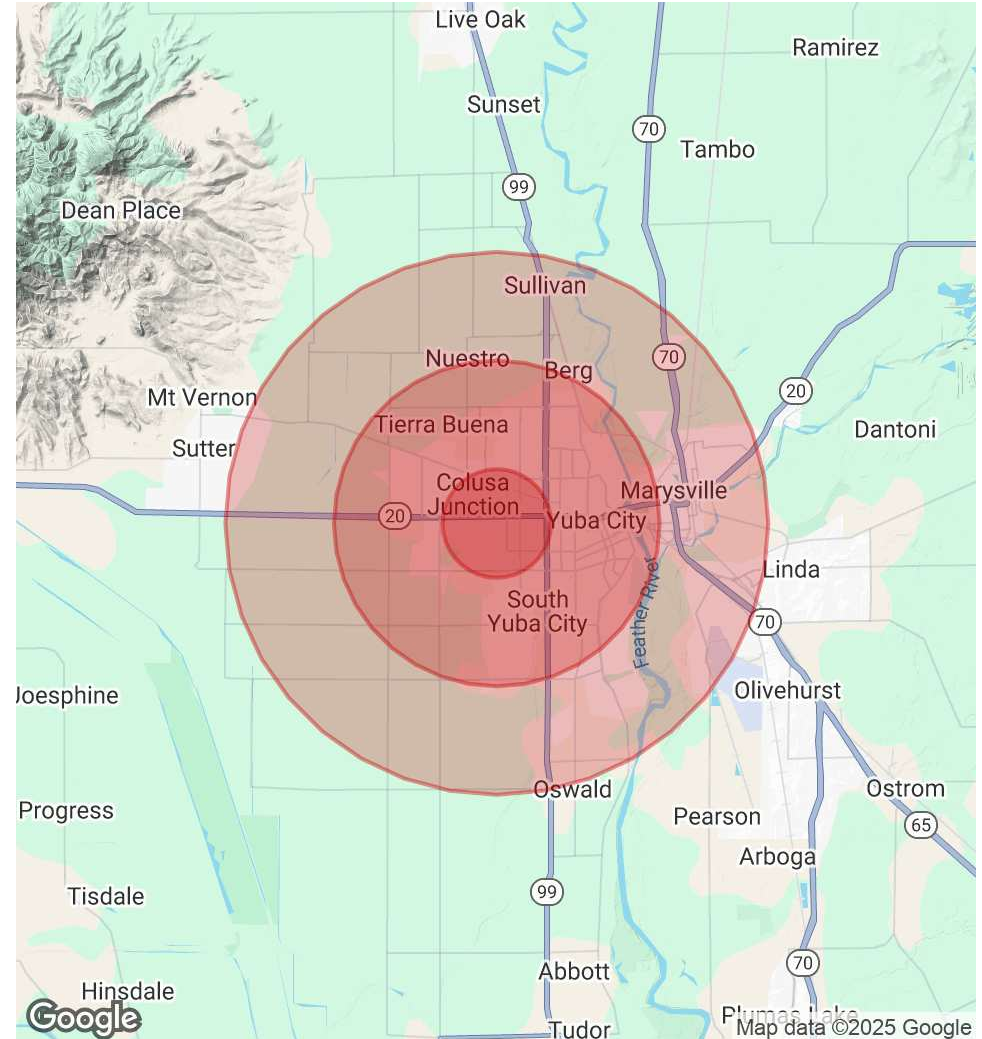 Live Oak
Ramirez
Sunset
70
Tambo
99
Dean Place
Sullivan
Nuestro
70
Berg
20
Mt Vernon
Tierra Buena
Dantoni
Sutter
Colusa
Junction
Marysville
20
Yuba City
Linda
South
Yuba City
Feather River
70
Joesphine
Olivehurst
Oswald
Ostrom
Progress
Pearson
65
Arboga
Tisdale
99
70
Abbott
Hinsdale
Plumas Lake
Google
Tudor
Map data ©2025 Google